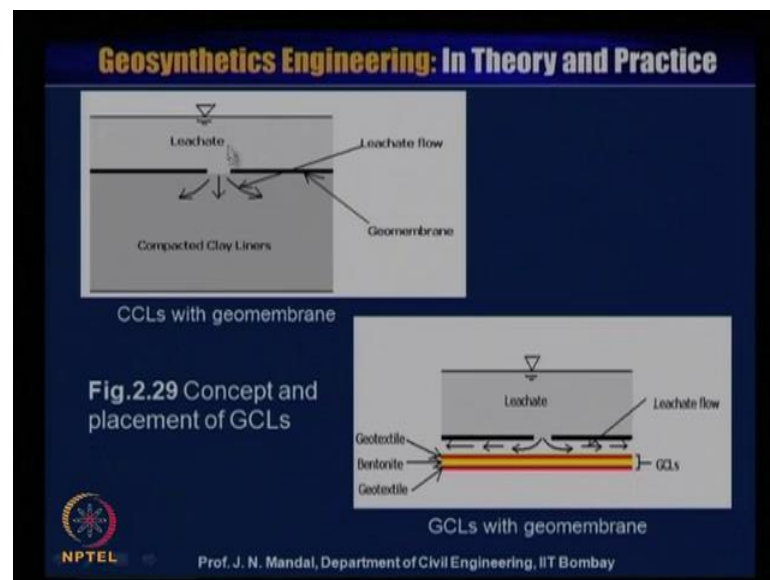 Geosynthetics Engineering: In Theory and Practice
Leachate
Leachate flow
Geomembrane
Compacted Clay Liners
CCLs with geomembrane
Fig.2.29 Concept and
placement of GCLs
Leachate
Leachate flow
Geotextile
Bentonite
GCLs
Geotextile
GCLs with geomembrane
NPTEL
Prof. J. N. Mandal, Department of Civil Engineering, IIT Bombay